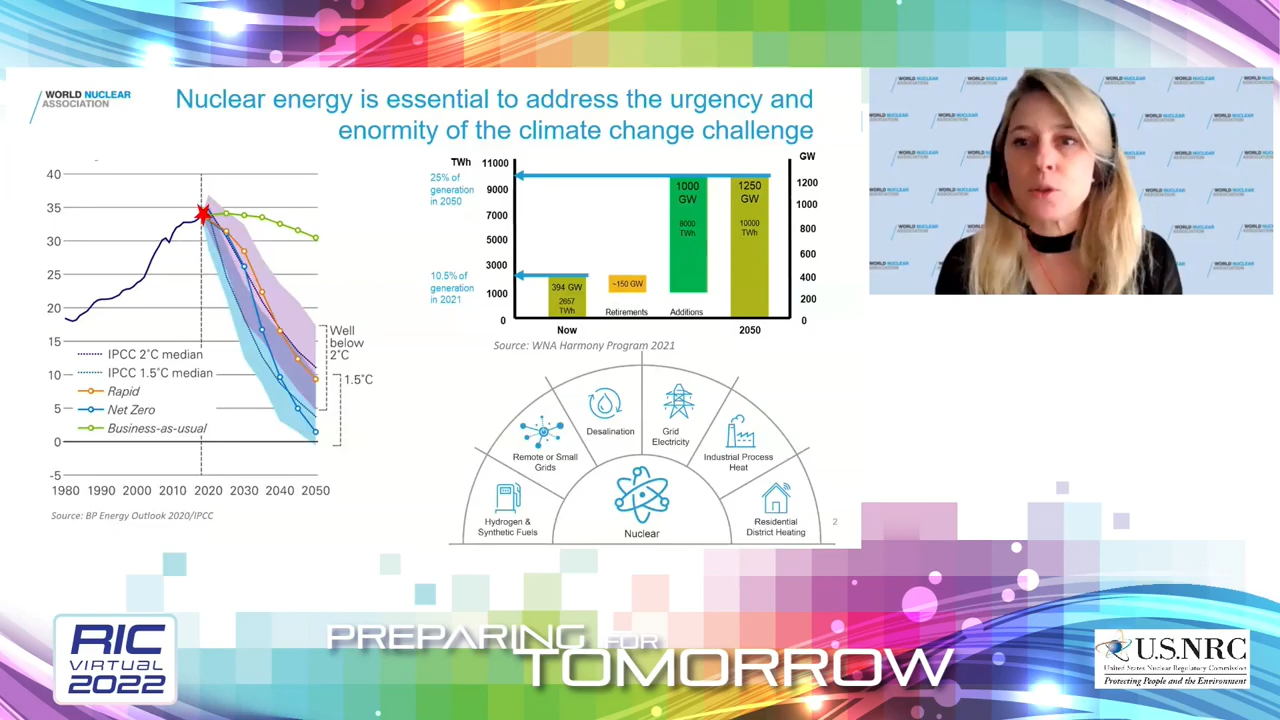 WORLD NUCLEAR
ASSOCIATION
Nuclear energy is essential to address the urgency and
enormity of the climate change challenge
40
35
30
25
20
15
10
5
0
-5
1980 1990 2000 2010 2020 2030 2040 2050
IPCC 2°C median
IPCC 1.5°C median
Rapid
Net Zero
Business-as-usual
Well
below
2°C
1.5°C
Source: BP Energy Outlook 2020/IPCC
TWh
11000
9000
7000
5000
3000
1000
0
25% of
generation
in 2050
10.5% of
generation
in 2021
394 GW
2657
TWh
~150 GW
Retirements
1000
GW
8000
TWh
Additions
1250
GW
10000
TWh
Now
2050
GW
1200
1000
800
600
400
200
0
Source: WNA Harmony Program 2021
Hydrogen &
Synthetic Fuels
Remote or Small
Grids
Desalination
Grid
Electricity
Industrial Process
Heat
Residential
District Heating
Nuclear
2
WORLD NUCLEAR
ASSOCIATION
RIC
VIRTUAL
2022
PREPARING FOR
TOMORROW
U.S.NRC
United States Nuclear Regulatory Commission
Protecting People and the Environment